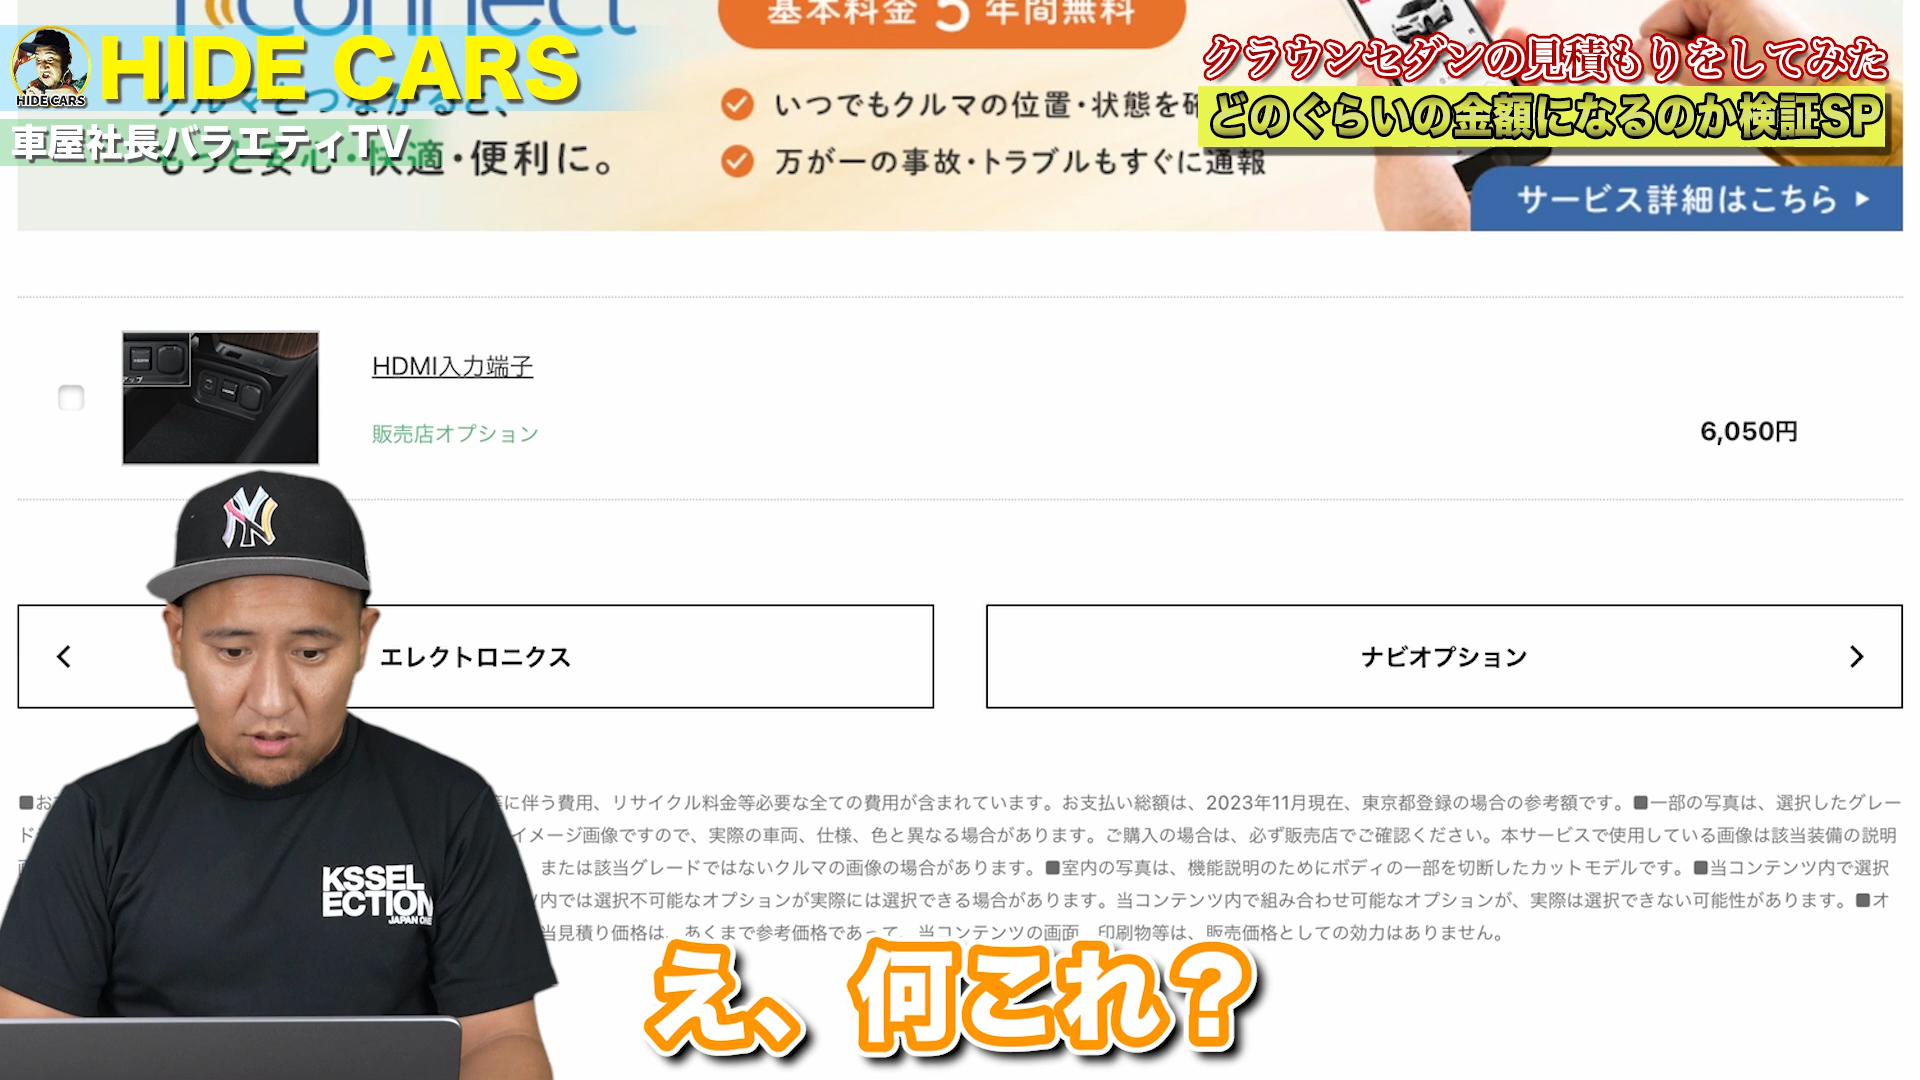 connect
基本料金 5 年間無料
HIDE CARS
HIDE CARS
クラウンセダンの見積もりをしてみた
どのぐらいの金額になるのか検証SP
いつでもクルマの位置・状態を確
車屋社長バラエティTV
もっと安心・快適・便利に。
万が一の事故・トラブルもすぐに通報
サービス詳細はこちら
HDMI入力端子
販売店オプション
6,050円
エレクトロニクス
ナビオプション
■お
に伴う費用、リサイクル料金等必要な全ての費用が含まれています。お支払い総額は、2023年11月現在、東京都登録の場合の参考額です。■一部の写真は、選択したグレー
ド
イメージ画像ですので、実際の車両、仕様、色と異なる場合があります。ご購入の場合は、必ず販売店でご確認ください。本サービスで使用している画像は該当装備の説明
または該当グレードではないクルマの画像の場合があります。■室内の写真は、機能説明のためにボディの一部を切断したカットモデルです。■当コンテンツ内で選択
内では選択不可能なオプションが実際には選択できる場合があります。当コンテンツ内で組み合わせ可能なオプションが、実際は選択できない可能性があります。■オ
当見積り価格は、あくまで参考価格であって、当コンテンツの画面、印刷物等は、販売価格としての効力はありません。
KSSEL
ECTION
JAPAN ONE
え、何これ？